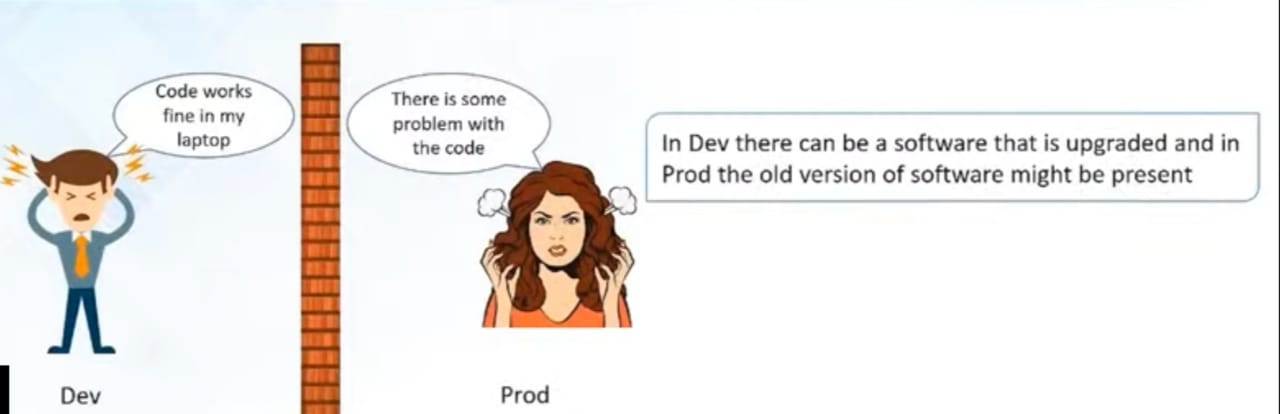 Code works
fine in my
laptop
There is some
problem with
the code
In Dev there can be a software that is upgraded and in
Prod the old version of software might be present
Dev
Prod